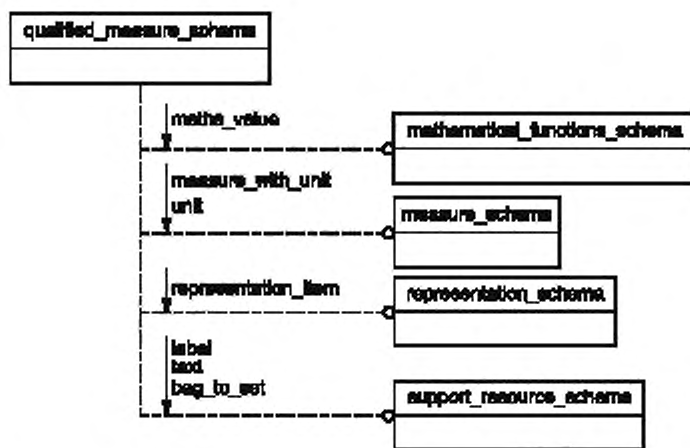 qualified_measure_schema
maths_value
mathematical_functions_schema
measure_with_unit
unit
measure_schema
representation_item
representation_schema
label
text
bag_to_set
support_resource_schema